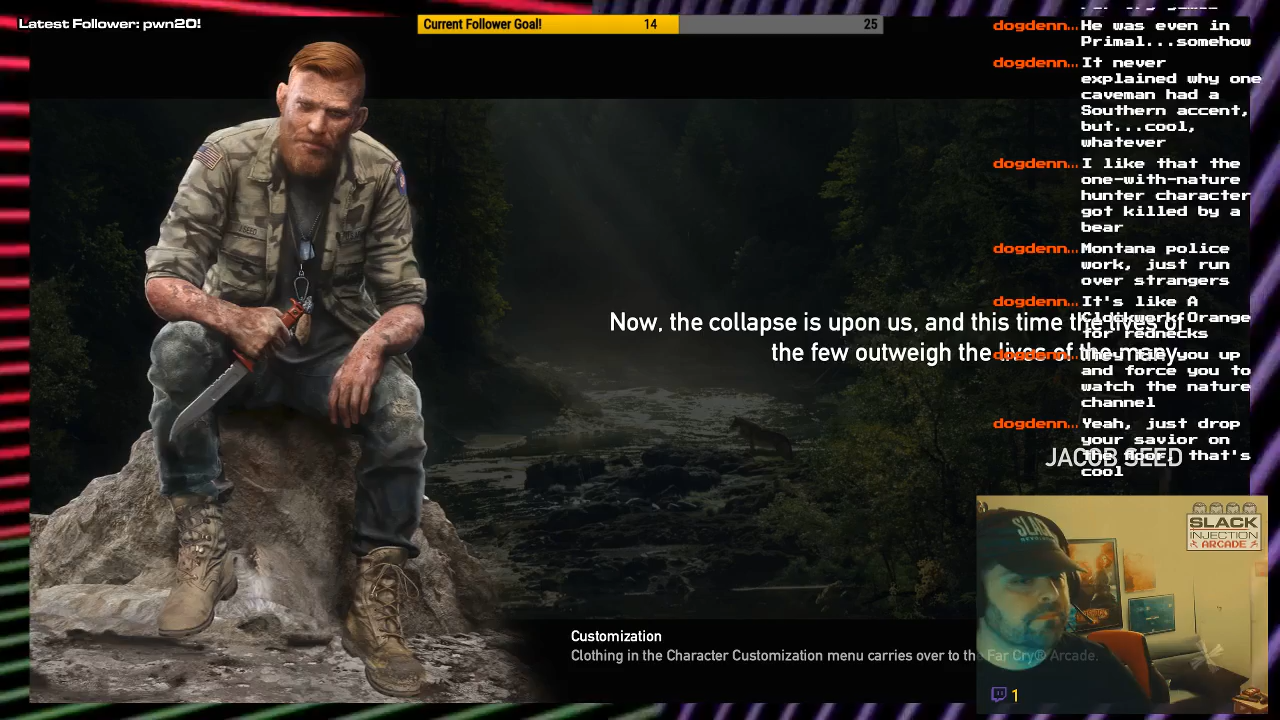 Latest Follower: pwn20!
Current Follower Goal!
14
25
dogdenn... He was even in
Primal...somehow
dogdenn... It never
explained why one
caveman had a
Southern accent,
but...cool,
whatever
dogdenn... I like that the
one-with-nature
hunter character
got killed by a
bear
dogdenn... Montana police
work, just run
over strangers
dogdenn... It's like A
Clockwork Orange
for rednecks
dogdenn... They tie you up
and force you to
watch the nature
channel
dogdenn... Yeah, just drop
your savior on
the floor, that's
cool
Now, the collapse is upon us, and this time the lives of
the few outweigh the lives of the many.
JACOB SEED
SLACK
INJECTION
ARCADE
SLACK
Customization
Clothing in the Character Customization menu carries over to the Far Cry® Arcade.
1